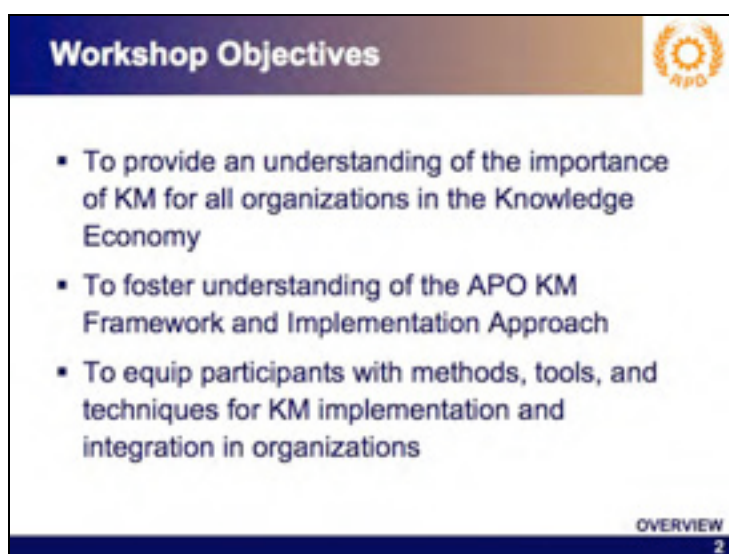 Workshop Objectives
APO
▪ To provide an understanding of the importance
of KM for all organizations in the Knowledge
Economy
▪ To foster understanding of the APO KM
Framework and Implementation Approach
▪ To equip participants with methods, tools, and
techniques for KM implementation and
integration in organizations
OVERVIEW
2